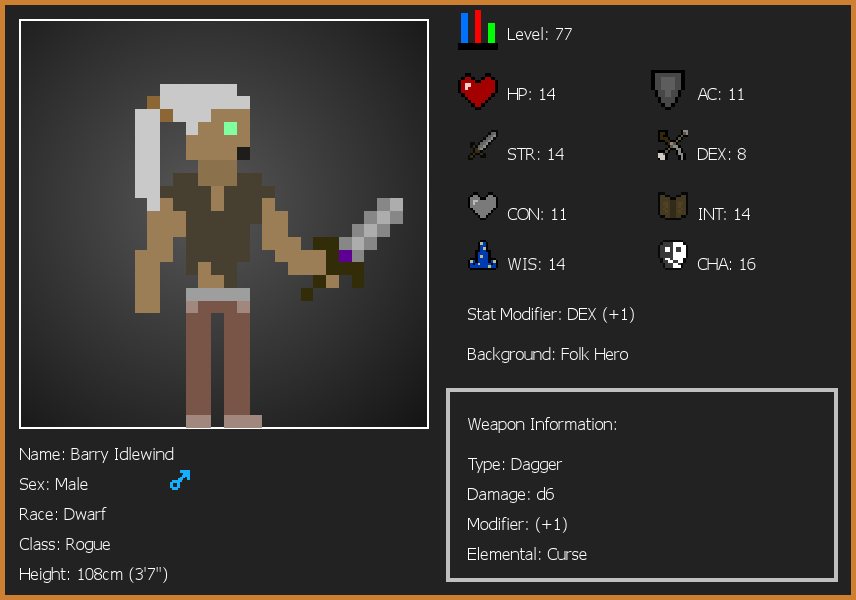 Level: 77
HP: 14
AC: 11
STR: 14
DEX: 8
CON: 11
INT: 14
WIS: 14
CHA: 16
Stat Modifier: DEX (+1)
Background: Folk Hero
Weapon Information:
Type: Dagger
Damage: d6
Modifier: (+1)
Elemental: Curse
Name: Barry Idlewind
Sex: Male
Race: Dwarf
Class: Rogue
Height: 108cm (3'7")